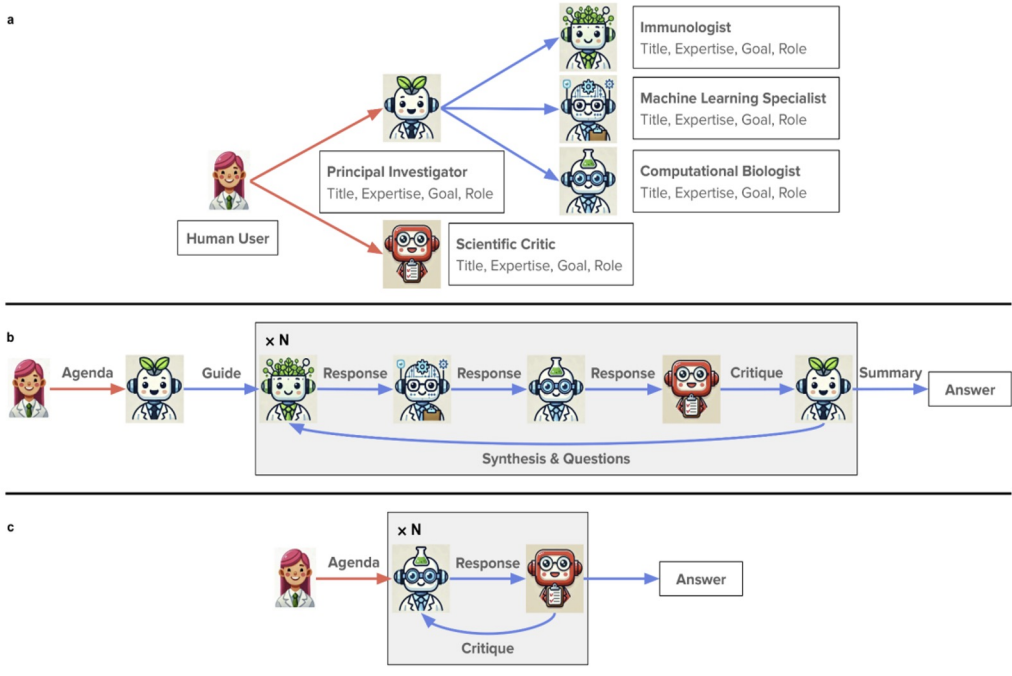 a
Immunologist
Title, Expertise, Goal, Role
Machine Learning Specialist
Title, Expertise, Goal, Role
Principal Investigator
Title, Expertise, Goal, Role
Computational Biologist
Title, Expertise, Goal, Role
Human User
Scientific Critic
Title, Expertise, Goal, Role
b
× N
Agenda
Guide
Response
Response
Response
Critique
Summary
Answer
Synthesis & Questions
c
× N
Agenda
Response
Answer
Critique